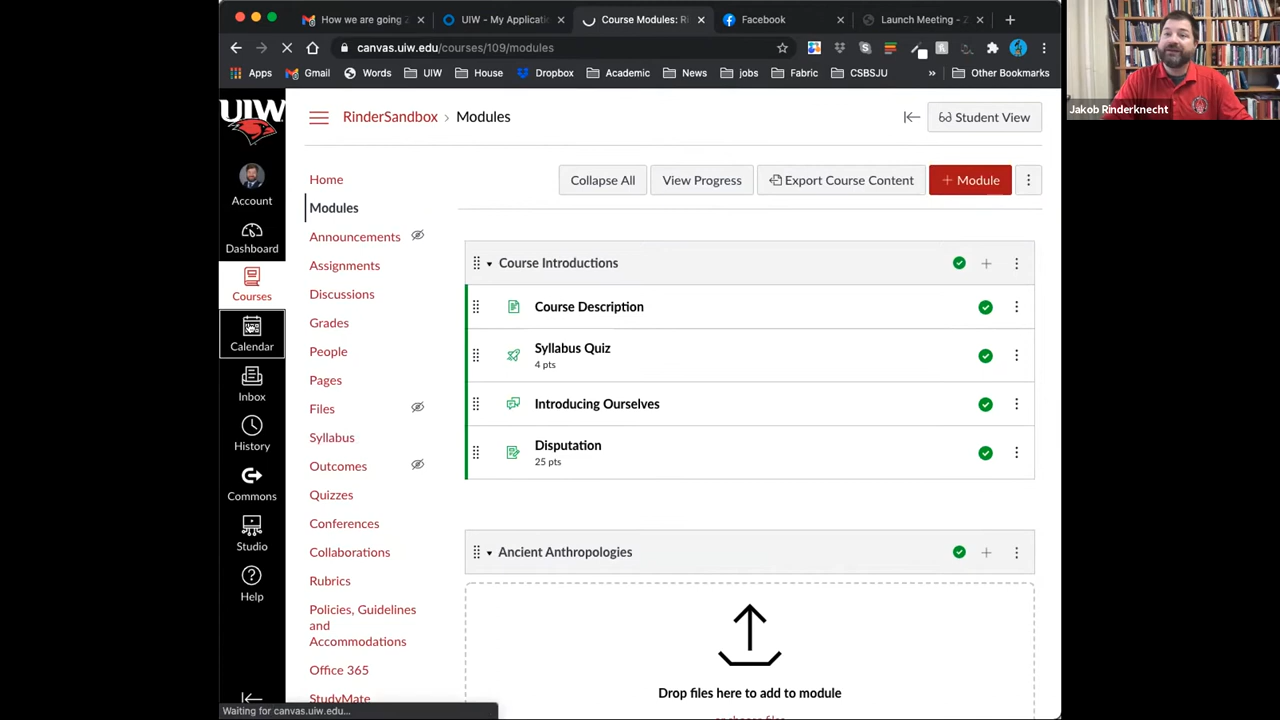 How we are going
UIW - My Applicatio
Course Modules: Ri
Facebook
Launch Meeting - Z
canvas.uiw.edu/courses/109/modules
Apps
Gmail
Words
UIW
House
Dropbox
Academic
News
jobs
Fabric
CSBSJU
»
Other Bookmarks
Jakob Rinderknecht
UIW
Account
Dashboard
Courses
Calendar
Inbox
History
Commons
Studio
Help
RinderSandbox › Modules
Student View
Home
Modules
Announcements
Assignments
Discussions
Grades
People
Pages
Files
Syllabus
Outcomes
Quizzes
Conferences
Collaborations
Rubrics
Policies, Guidelines
and
Accommodations
Office 365
StudyMate
Collapse All
View Progress
Export Course Content
+ Module
Course Introductions
Course Description
Syllabus Quiz
4 pts
Introducing Ourselves
Disputation
25 pts
Ancient Anthropologies
Drop files here to add to module
or choose files
Waiting for canvas.uiw.edu...